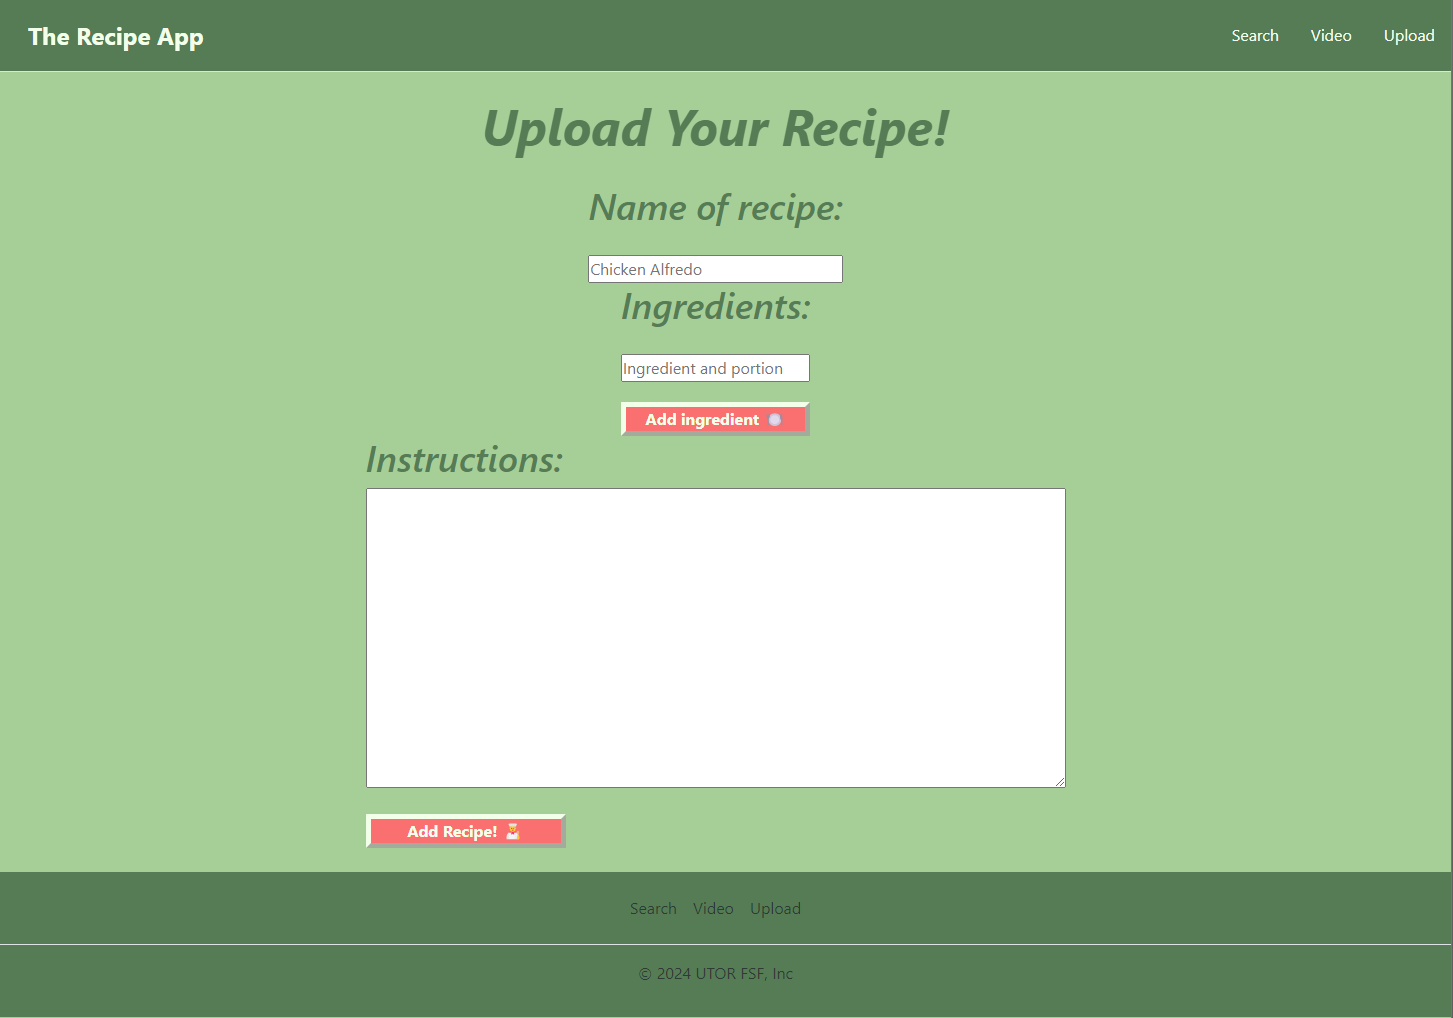 The Recipe App
Search Video Upload
Upload Your Recipe!
Name of recipe:
Chicken Alfredo
Ingredients:
Ingredient and portion
Add ingredient
Instructions:
Add Recipe!
Search Video Upload
© 2024 UTOR FSF, Inc